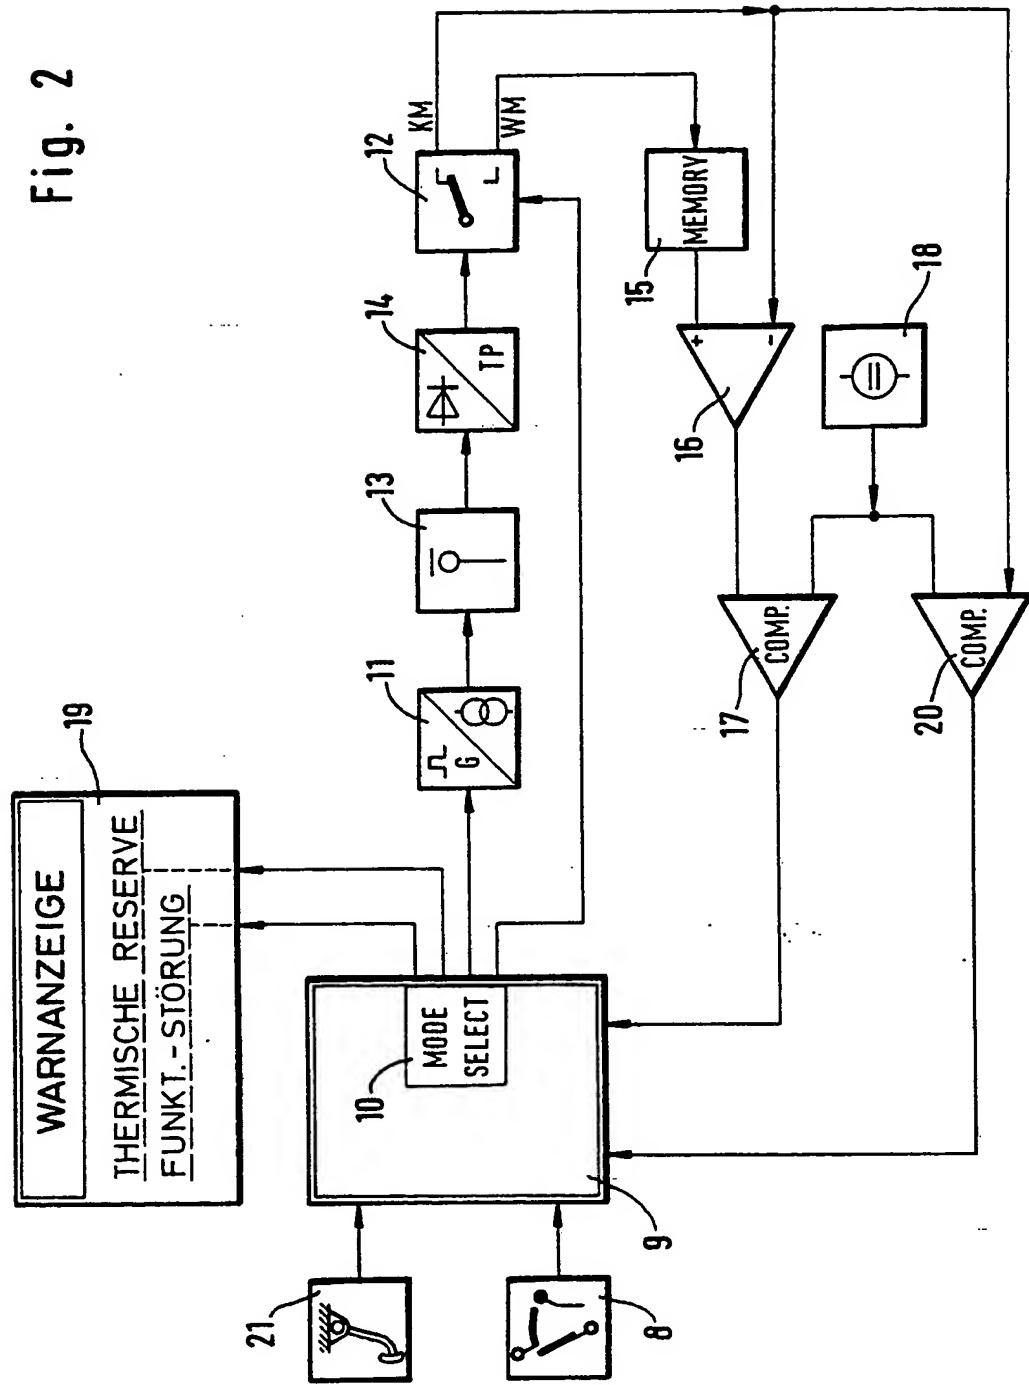 Fig. 2
WARNANZEIGE
THERMISCHE RESERVE
FUNKT.-STÖRUNG
19
21
8
9
10
MODE
SELECT
11
G
13
14
TP
12
KM
WM
15
MEMORY
+
-
16
18
17
COMP.
20
COMP.